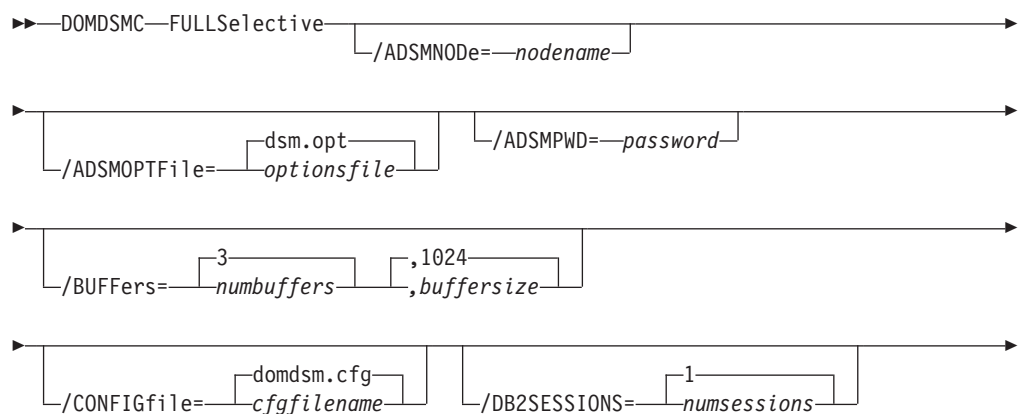 DOMDSMC FULLSelective
/ADSMNODe= nodename
dsm.opt
/ADSMOPTFile= optionsfile
/ADSMPWD= password
3 ,1024
/BUFFers= numbuffers ,buffersize
domdsm.cfg 1
/CONFIGfile= cfgfilename /DB2SESSIONS= numsessions